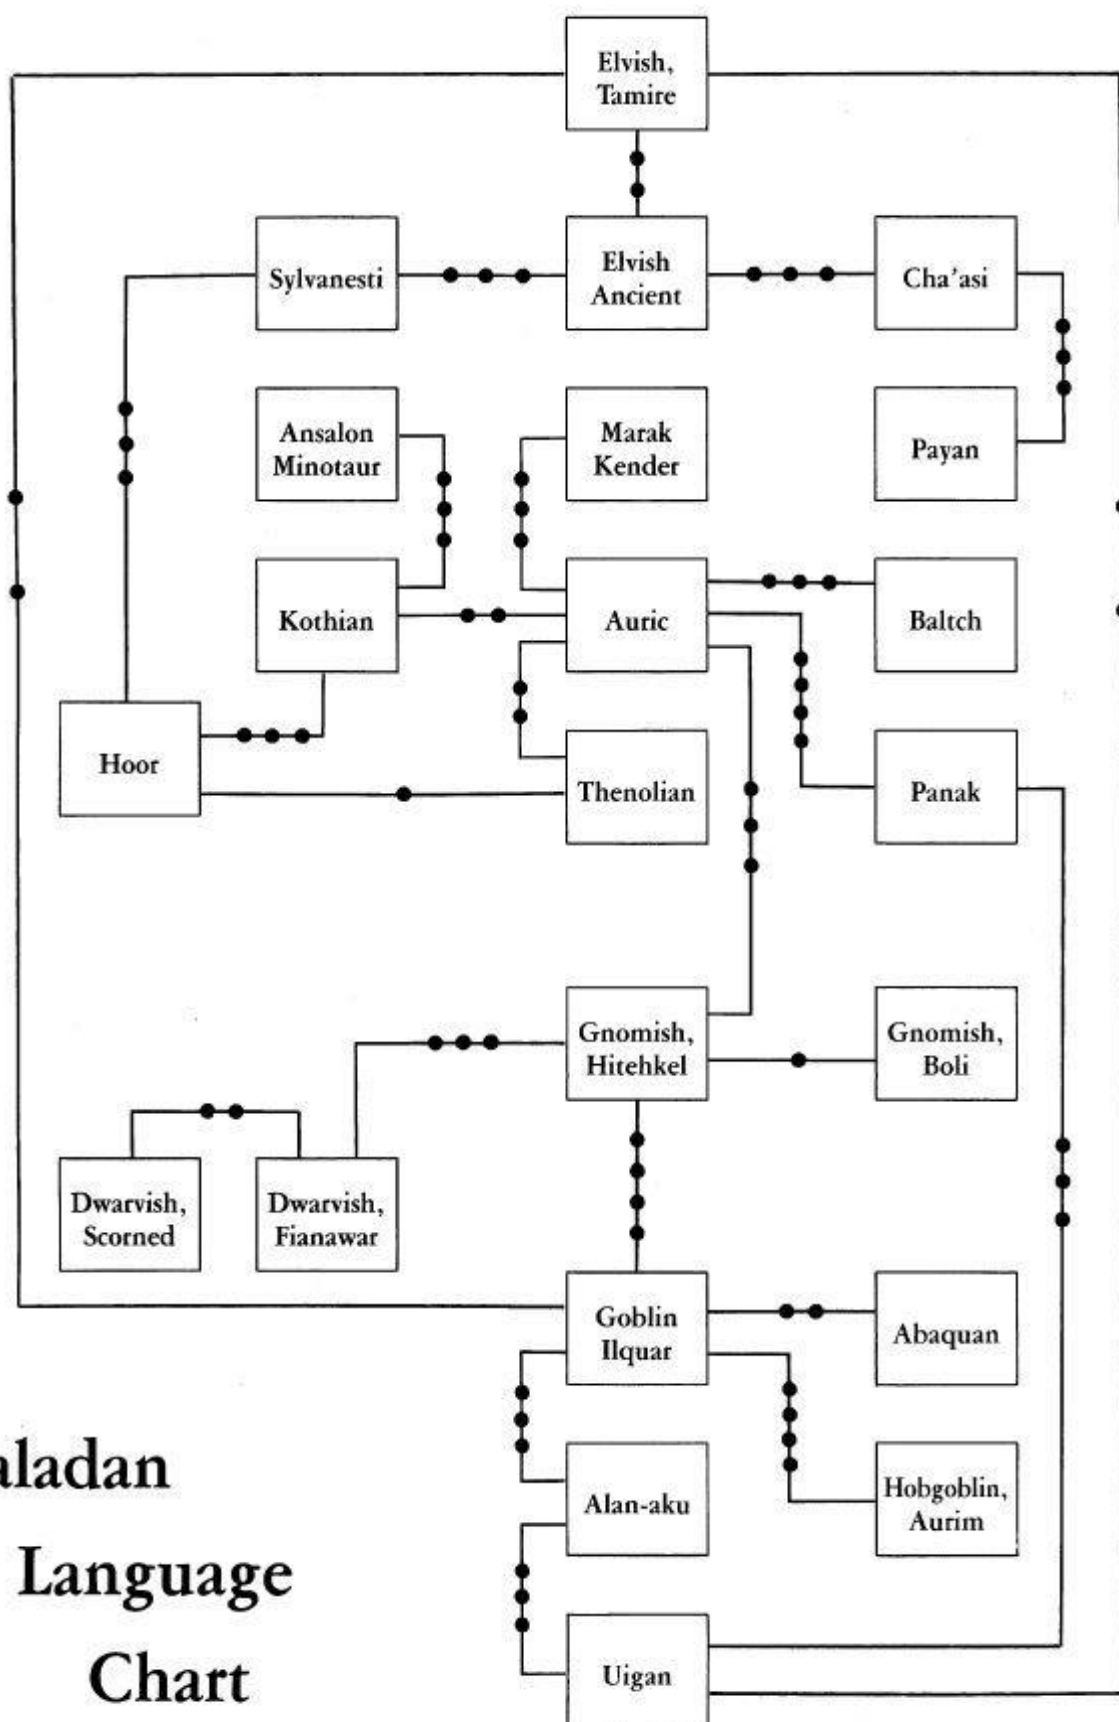 Elvish,
Tamire
Sylvanesti
Elvish
Ancient
Cha'asi
Ansalon
Minotaur
Marak
Kender
Payan
Kothian
Auric
Baltch
Hoor
Thenolian
Panak
Gnomish,
Hitehkel
Gnomish,
Boli
Dwarvish,
Scorned
Dwarvish,
Fianawar
Goblin
Ilquar
Abaquan
Alan-aku
Hobgoblin,
Aurim
Uigan
aladan
Language
Chart